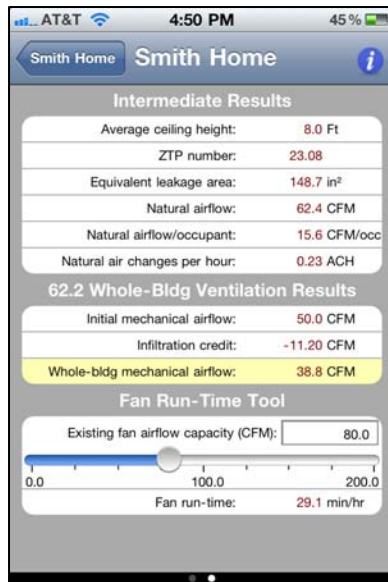 AT&T 4:50 PM 45%
Smith Home Smith Home i
Intermediate Results
Average ceiling height: 8.0 Ft
ZTP number: 23.08
Equivalent leakage area: 148.7 in²
Natural airflow: 62.4 CFM
Natural airflow/occupant: 15.6 CFM/occ
Natural air changes per hour: 0.23 ACH
62.2 Whole-Bldg Ventilation Results
Initial mechanical airflow: 50.0 CFM
Infiltration credit: -11.20 CFM
Whole-bldg mechanical airflow: 38.8 CFM
Fan Run-Time Tool
Existing fan airflow capacity (CFM): 80.0
0.0 100.0 200.0
Fan run-time: 29.1 min/hr